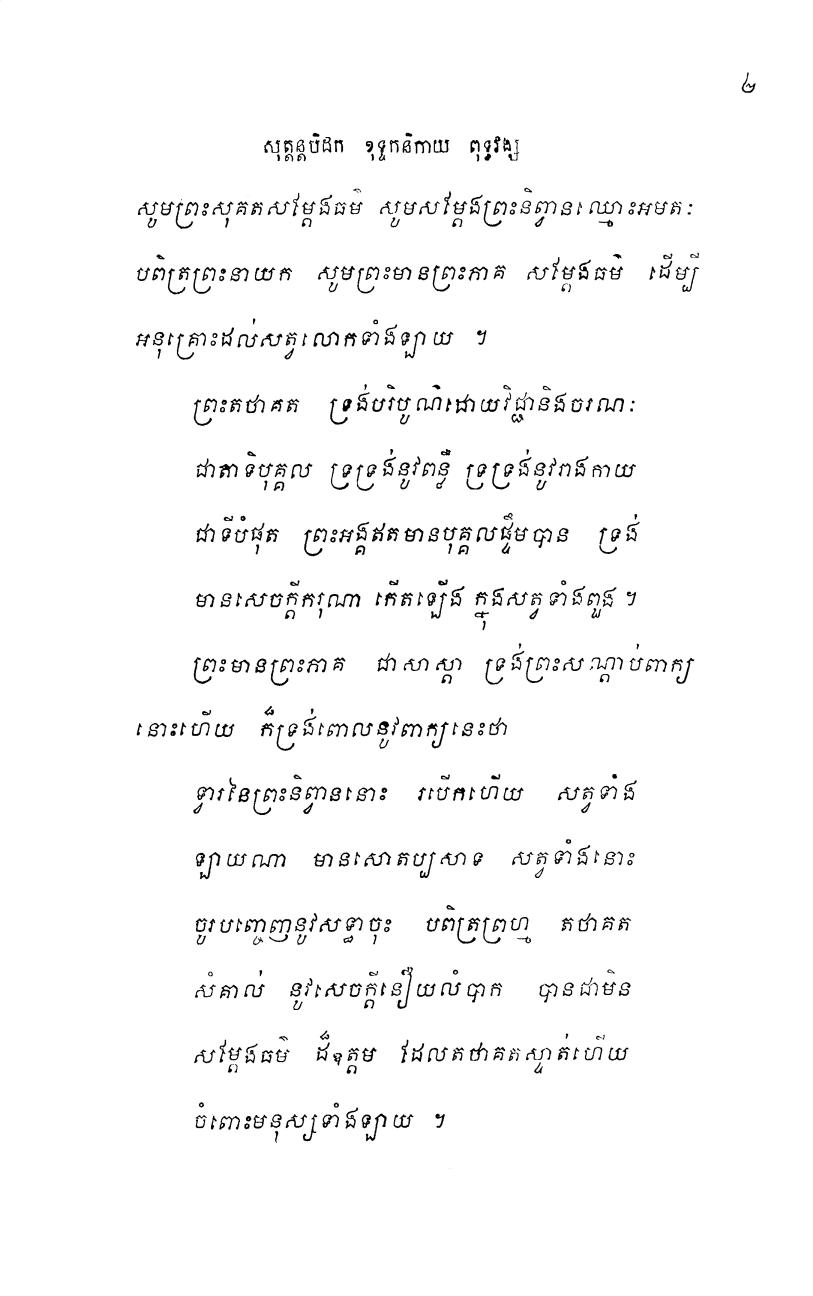 ២
សុត្តន្តបិដក ខុទ្ទកនិកាយ ពុទ្ធវង្ស
សូមព្រះសុគតសម្តែងធម៌ សូមសម្តែងព្រះនិព្វានឈ្មោះអមតៈ
បពិត្រព្រះនាយក សូមព្រះមានព្រះភាគ សម្តែងធម៌ ដើម្បី
អនុគ្រោះដល់សត្វលោកទាំងឡាយ ។
ព្រះតថាគត ទ្រង់បរិបូណ៌ដោយវិជ្ជានិងចរណៈ
ជាតាទិបុគ្គល ទ្រទ្រង់នូវពន្លឺ ទ្រទ្រង់នូវរាងកាយ
ជាទីបំផុត ព្រះអង្គឥតមានបុគ្គលផ្ទឹមបាន ទ្រង់
មានសេចក្តីករុណា កើតឡើង ក្នុងសត្វទាំងពួង ។
ព្រះមានព្រះភាគ ជាសាស្តា ទ្រង់ព្រះសណ្តាប់ពាក្យ
នោះហើយ ក៏ទ្រង់ពោលនូវពាក្យនេះថា
ទ្វារនៃព្រះនិព្វាននោះ របើកហើយ សត្វទាំង
ឡាយណា មានសោតប្បសាទ សត្វទាំងនោះ
ចូរបញ្ចេញនូវសទ្ធាចុះ បពិត្រព្រហ្ម តថាគត
សំគាល់ នូវសេចក្តីនឿយលំបាក បានជាមិន
សម្តែងធម៌ ដ៏ឧត្តម ដែលតថាគតស្ទាត់ហើយ
ចំពោះមនុស្សទាំងឡាយ ។